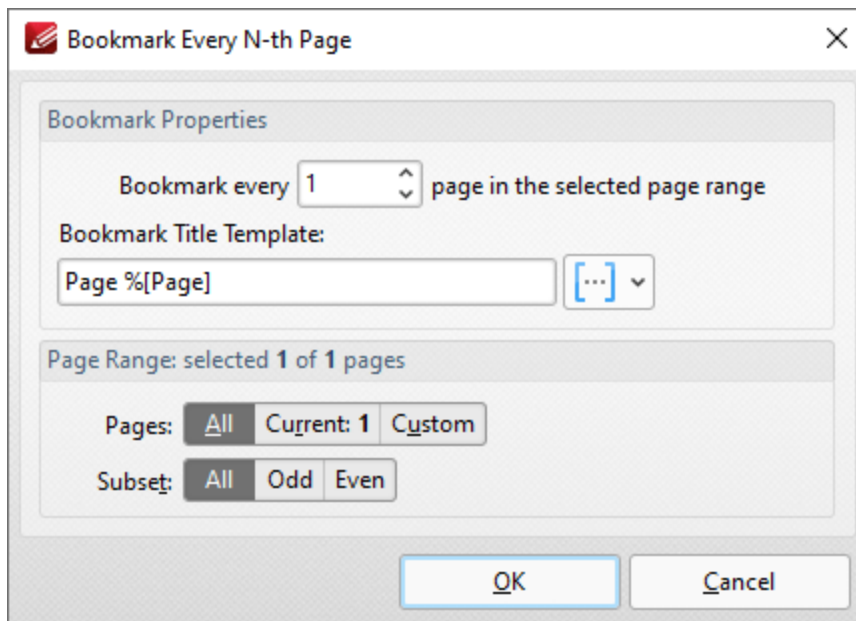 Bookmark Every N-th Page
Bookmark Properties
Bookmark every 1 page in the selected page range
Bookmark Title Template:
Page %[Page]
Page Range: selected 1 of 1 pages
Pages: All Current: 1 Custom
Subset: All Odd Even
OK Cancel